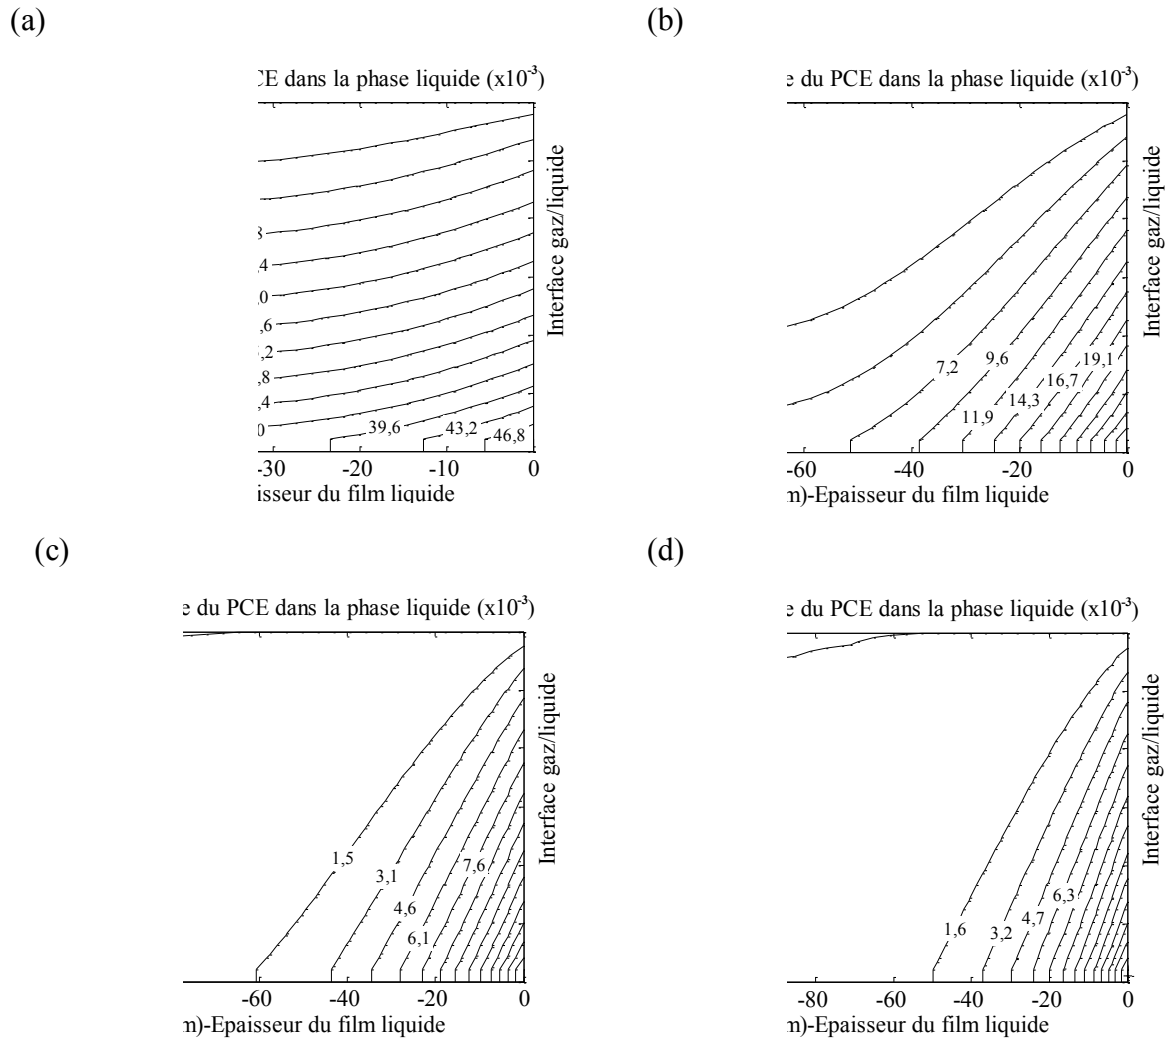 (a)
(b)
CE dans la phase liquide (x10⁻³)
e du PCE dans la phase liquide (x10⁻³)
8
,4
,0
,6
,2
,8
,4
0
39,6
43,2
46,8
Interface gaz/liquide
-30
-20
-10
0
isseur du film liquide
7,2
9,6
11,9
14,3
16,7
19,1
Interface gaz/liquide
-60
-40
-20
0
m)-Epaisseur du film liquide
(c)
(d)
e du PCE dans la phase liquide (x10⁻³)
e du PCE dans la phase liquide (x10⁻³)
1,5
3,1
4,6
6,1
7,6
Interface gaz/liquide
-60
-40
-20
0
m)-Epaisseur du film liquide
1,6
3,2
4,7
6,3
Interface gaz/liquide
-80
-60
-40
-20
0
m)-Epaisseur du film liquide